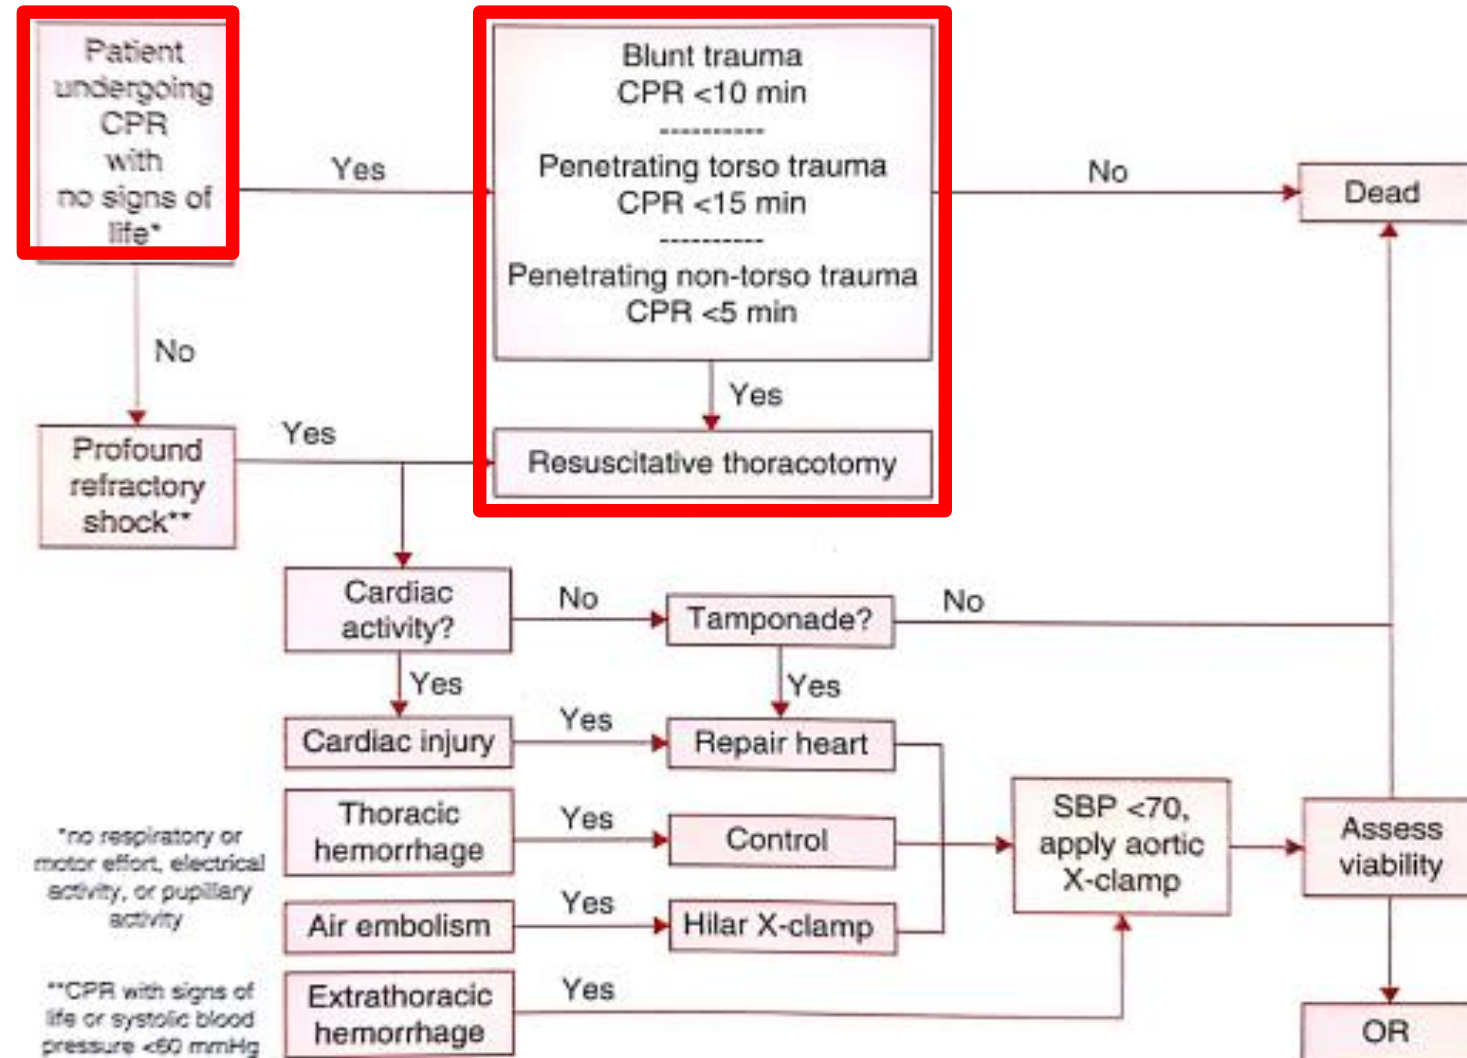 Patient
undergoing
CPR
with
no signs of
life*
Yes
Blunt trauma
CPR <10 min
----------
Penetrating torso trauma
CPR <15 min
----------
Penetrating non-torso trauma
CPR <5 min
No
Dead
No
Yes
Profound
refractory
shock**
Yes
Resuscitative thoracotomy
Cardiac
activity?
No
Tamponade?
No
Yes
Yes
Cardiac injury
Yes
Repair heart
Thoracic
hemorrhage
Yes
Control
SBP <70,
apply aortic
X-clamp
Assess
viability
Air embolism
Yes
Hilar X-clamp
Extrathoracic
hemorrhage
Yes
OR
*no respiratory or
motor effort, electrical
activity, or pupillary
activity
**CPR with signs of
life or systolic blood
pressure <60 mmHg